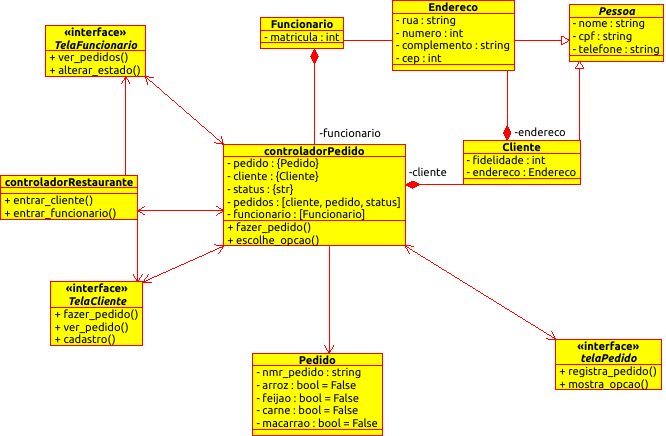 «interface»
TelaFuncionario
+ ver_pedidos()
+ alterar_estado()
Funcionario
- matricula : int
Endereco
- rua : string
- numero : int
- complemento : string
- cep : int
Pessoa
- nome : string
- cpf : string
- telefone : string
-funcionario
-endereco
Cliente
- fidelidade : int
- endereco : Endereco
-cliente
controladorPedido
- pedido : {Pedido}
- cliente : {Cliente}
- status : {str}
- pedidos : [cliente, pedido, status]
- funcionario : [Funcionario]
+ fazer_pedido()
+ escolhe_opcao()
controladorRestaurante
+ entrar_cliente()
+ entrar_funcionario()
«interface»
TelaCliente
+ fazer_pedido()
+ ver_pedido()
+ cadastro()
Pedido
- nmr_pedido : string
- arroz : bool = False
- feijao : bool = False
- carne : bool = False
- macarrao : bool = False
«interface»
telaPedido
+ registra_pedido()
+ mostra_opcao()